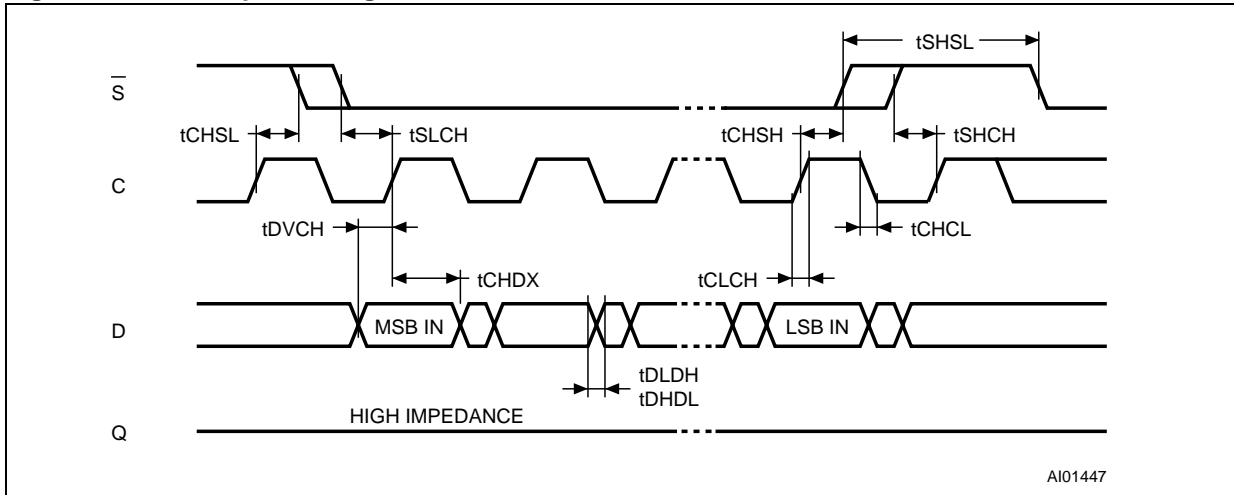 tSHSL
S
tCHSL
tSLCH
tCHSH
tSHCH
C
tDVCH
tCHCL
tCHDX
tCLCH
D
MSB IN
LSB IN
tDLDH
tDHDL
HIGH IMPEDANCE
Q
AI01447